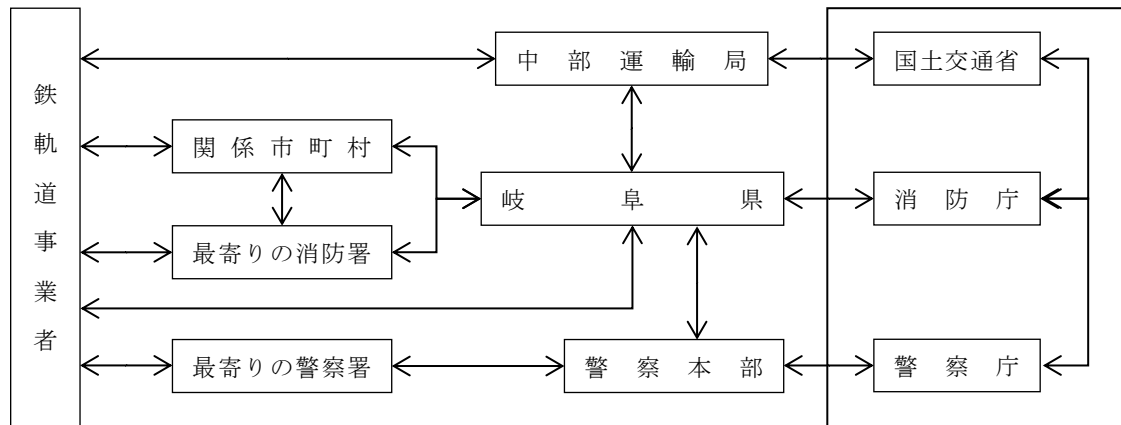 鉄軌道事業者
中部運輸局
国土交通省
関係市町村
岐阜県
消防庁
最寄りの消防署
最寄りの警察署
警察本部
警察庁